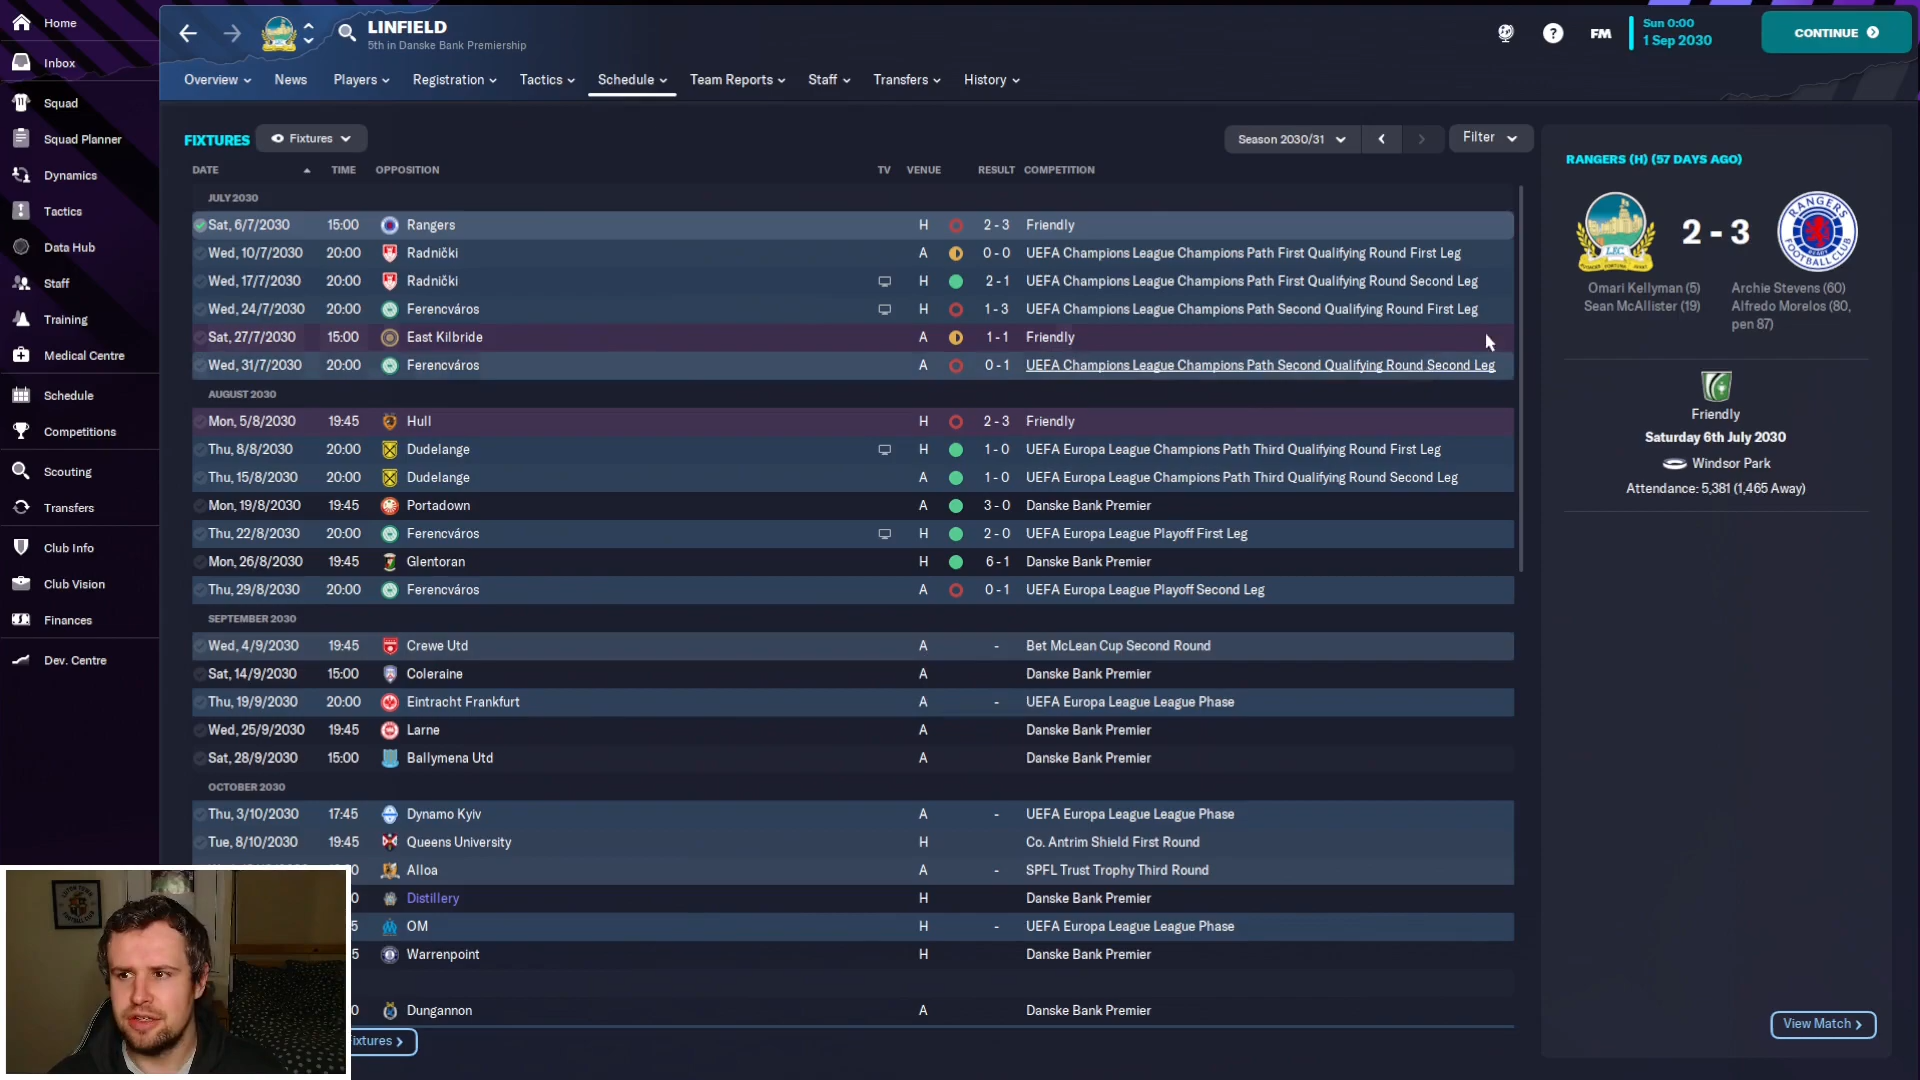 Home
Inbox
Squad
Squad Planner
Dynamics
Tactics
Data Hub
Staff
Training
Medical Centre
Schedule
Competitions
Scouting
Transfers
Club Info
Club Vision
Finances
Dev. Centre
LINFIELD
5th in Danske Bank Premiership
FM
Sun 0:00
1 Sep 2030
CONTINUE
Overview News Players Registration Tactics Schedule Team Reports Staff Transfers History
FIXTURES Fixtures Season 2030/31 Filter
DATE TIME OPPOSITION TV VENUE RESULT COMPETITION
JULY 2030
Sat, 6/7/2030 15:00 Rangers H 2 - 3 Friendly
Wed, 10/7/2030 20:00 Radnički A 0 - 0 UEFA Champions League Champions Path First Qualifying Round First Leg
Wed, 17/7/2030 20:00 Radnički H 2 - 1 UEFA Champions League Champions Path First Qualifying Round Second Leg
Wed, 24/7/2030 20:00 Ferencváros H 1 - 3 UEFA Champions League Champions Path Second Qualifying Round First Leg
Sat, 27/7/2030 15:00 East Kilbride A 1 - 1 Friendly
Wed, 31/7/2030 20:00 Ferencváros A 0 - 1 UEFA Champions League Champions Path Second Qualifying Round Second Leg
AUGUST 2030
Mon, 5/8/2030 19:45 Hull H 2 - 3 Friendly
Thu, 8/8/2030 20:00 Dudelange H 1 - 0 UEFA Europa League Champions Path Third Qualifying Round First Leg
Thu, 15/8/2030 20:00 Dudelange A 1 - 0 UEFA Europa League Champions Path Third Qualifying Round Second Leg
Mon, 19/8/2030 19:45 Portadown A 3 - 0 Danske Bank Premier
Thu, 22/8/2030 20:00 Ferencváros H 2 - 0 UEFA Europa League Playoff First Leg
Mon, 26/8/2030 19:45 Glentoran H 6 - 1 Danske Bank Premier
Thu, 29/8/2030 20:00 Ferencváros A 0 - 1 UEFA Europa League Playoff Second Leg
SEPTEMBER 2030
Wed, 4/9/2030 19:45 Crewe Utd A - Bet McLean Cup Second Round
Sat, 14/9/2030 15:00 Coleraine A Danske Bank Premier
Thu, 19/9/2030 20:00 Eintracht Frankfurt A - UEFA Europa League League Phase
Wed, 25/9/2030 19:45 Larne A Danske Bank Premier
Sat, 28/9/2030 15:00 Ballymena Utd A Danske Bank Premier
OCTOBER 2030
Thu, 3/10/2030 17:45 Dynamo Kyiv A - UEFA Europa League League Phase
Tue, 8/10/2030 19:45 Queens University H Co. Antrim Shield First Round
0 Alloa A - SPFL Trust Trophy Third Round
0 Distillery H Danske Bank Premier
5 OM H - UEFA Europa League League Phase
5 Warrenpoint H Danske Bank Premier
0 Dungannon A Danske Bank Premier
ixtures
RANGERS (H) (57 DAYS AGO)
2 - 3
RANGERS
FOOTBALL CLUB
Omari Kellyman (5)
Sean McAllister (19)
Archie Stevens (60)
Alfredo Morelos (80, pen 87)
Friendly
Saturday 6th July 2030
Windsor Park
Attendance: 5,381 (1,465 Away)
View Match